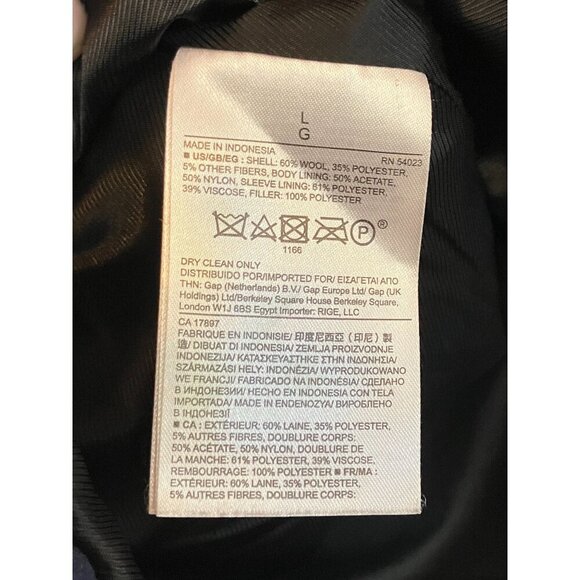 L
G
MADE IN INDONESIA RN 54023
■ US/GB/EG : SHELL: 60% WOOL, 35% POLYESTER,
5% OTHER FIBERS, BODY LINING: 50% ACETATE,
50% NYLON, SLEEVE LINING: 61% POLYESTER,
39% VISCOSE, FILLER: 100% POLYESTER
P ®
1166
DRY CLEAN ONLY
DISTRIBUIDO POR/IMPORTED FOR/ ΕΙΣΑΓΕΤΑΙ ΑΠΟ
ΤΗΝ: Gap (Netherlands) B.V./ Gap Europe Ltd/ Gap (UK
Holdings) Ltd/Berkeley Square House Berkeley Square,
London W1J 6BS Egypt Importer: RIGE, LLC
CA 17897
FABRIQUE EN INDONISIE/ 印度尼西亞 (印尼) 製
造/ DIBUAT DI INDONESIA/ ZEMLJA PROIZVODNJE
INDONEZIJA/ ΚΑΤΑΣΚΕΥΑΣΤΗΚΕ ΣΤΗΝ ΙΝΔΟΝΗΣΙΑ/
SZÁRMAZÁSI HELY: INDONÉZIA/ WYPRODUKOWANO
WE FRANCJI/ FABRICADO NA INDONÉSIA/ СДЕЛАНО
В ИНДОНЕЗИИ/ HECHO EN INDONESIA CON TELA
IMPORTADA/ MADE IN ENDENOZYA/ ВИРОБЛЕНО
В ІНДОНЕЗІЇ
■ CA : EXTÉRIEUR: 60% LAINE, 35% POLYESTER,
5% AUTRES FIBRES, DOUBLURE CORPS:
50% ACÉTATE, 50% NYLON, DOUBLURE DE
LA MANCHE: 61% POLYESTER, 39% VISCOSE,
REMBOURRAGE: 100% POLYESTER ■ FR/MA :
EXTÉRIEUR: 60% LAINE, 35% POLYESTER,
5% AUTRES FIBRES, DOUBLURE CORPS: